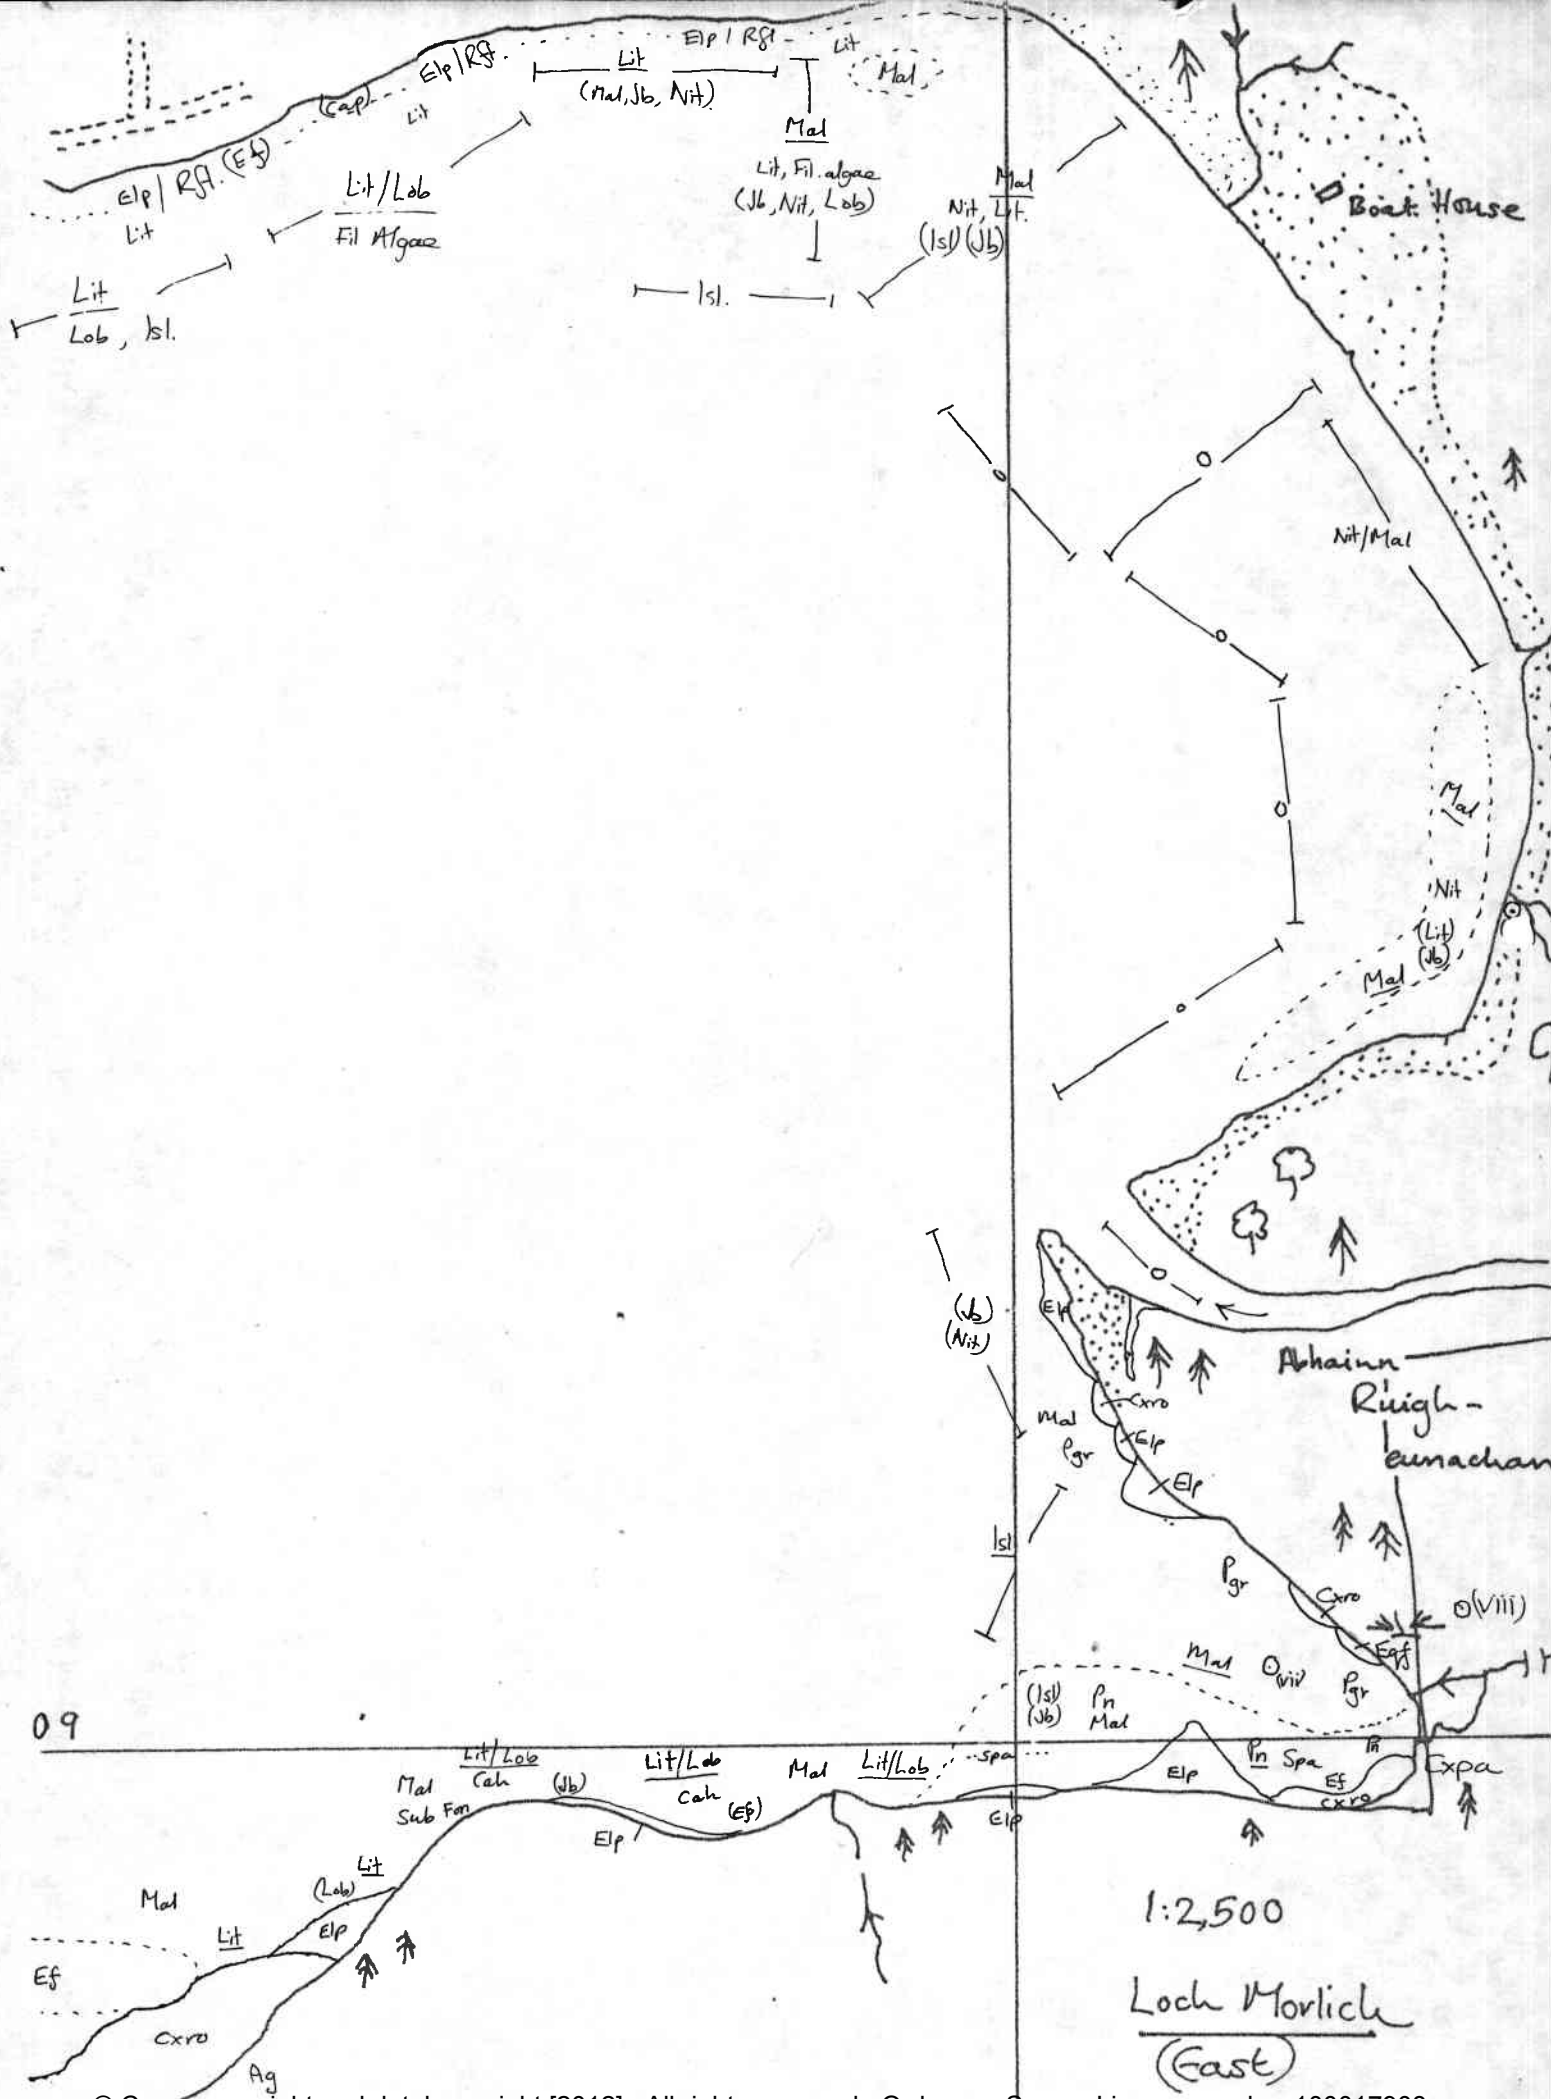 Elp / Rfl.
Lit
Elp / Rfl.
Lit
(Mal, Jb, Nit)
Mal
(Cap)
Lit
Mal
Lit, Fil. algae
(Jb, Nit, Lob)
Elp / Rfl. (Ef)
Lit
Lit/Lob
Fil Algae
Mal
Nit, Lit.
(Isl) (Jb)
Boat House
Lit
Lob, Isl.
Isl.
O
O
Nit/Mal
O
O
Mal
Nit
(Lit)
(Jb)
Mal
O
O
(Jb)
(Nit)
Elp
Abhainn
Ruigh-
eunachan
Cxro
Mal
Pgr
Elp
Elp
Isl
Pgr
Cxro
(viii)
Eqf
Mal
(vii)
Pgr
(Isl)
(Jb)
Pn
Mal
09
Lit/Lob
Cah
(Jb)
Lit/Lob
Cah
(Ef)
Mal
Lit/Lob
Spa
Elp
Pn Spa
Pn
Ef
Cxro
Cxpa
Mal
Sub Fon
Elp
Elp
Lit
(Lob)
Mal
Elp
Lit
Ef
Cxro
Ag
1:2,500
Loch Morlich
(East)